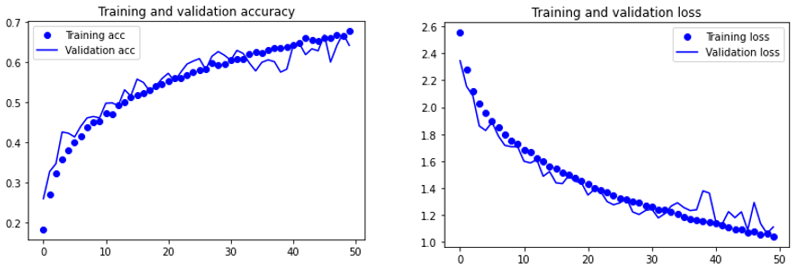 Training and validation accuracy
0.7
0.6
0.5
0.4
0.3
0.2
Training acc
Validation acc
0 10 20 30 40 50
Training and validation loss
2.6
2.4
2.2
2.0
1.8
1.6
1.4
1.2
1.0
Training loss
Validation loss
0 10 20 30 40 50